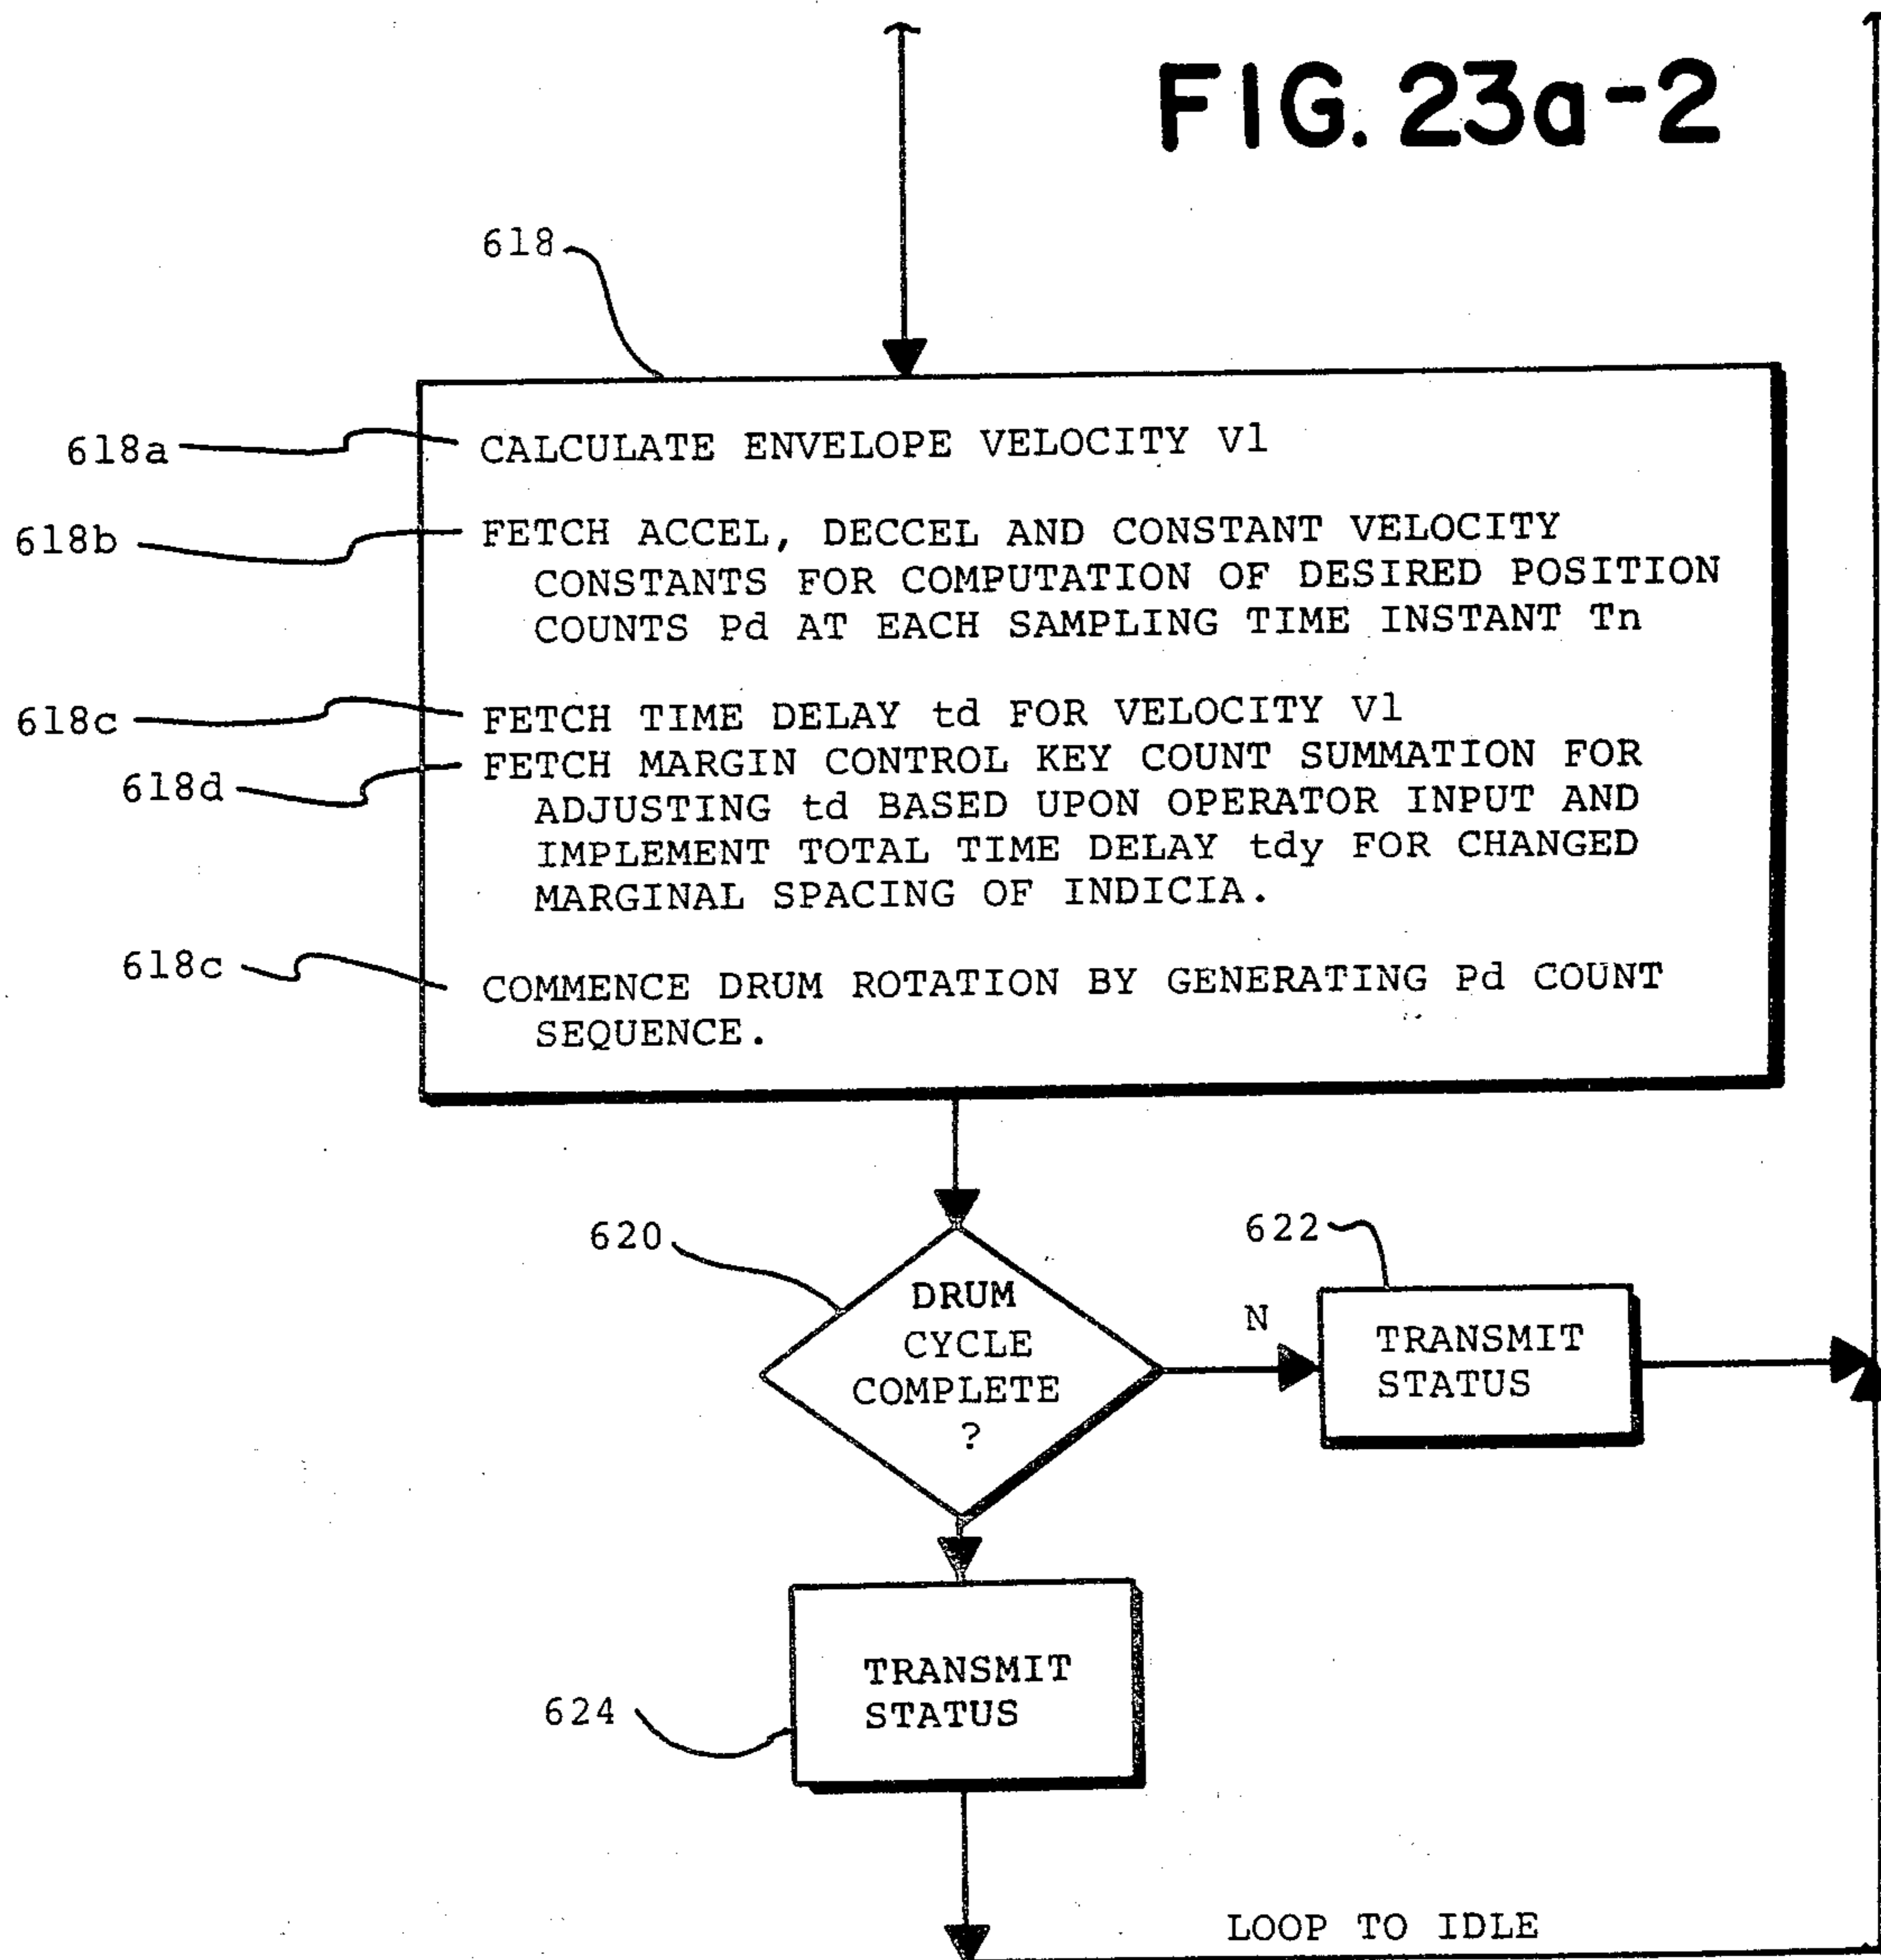 FIG. 23a-2
618
618a
CALCULATE ENVELOPE VELOCITY V1
618b
FETCH ACCEL, DECCEL AND CONSTANT VELOCITY
CONSTANTS FOR COMPUTATION OF DESIRED POSITION
COUNTS Pd AT EACH SAMPLING TIME INSTANT Tn
618c
FETCH TIME DELAY td FOR VELOCITY V1
618d
FETCH MARGIN CONTROL KEY COUNT SUMMATION FOR
ADJUSTING td BASED UPON OPERATOR INPUT AND
IMPLEMENT TOTAL TIME DELAY tdy FOR CHANGED
MARGINAL SPACING OF INDICIA.
618c
COMMENCE DRUM ROTATION BY GENERATING Pd COUNT
SEQUENCE.
620
DRUM
CYCLE
COMPLETE
?
N
622
TRANSMIT
STATUS
624
TRANSMIT
STATUS
LOOP TO IDLE